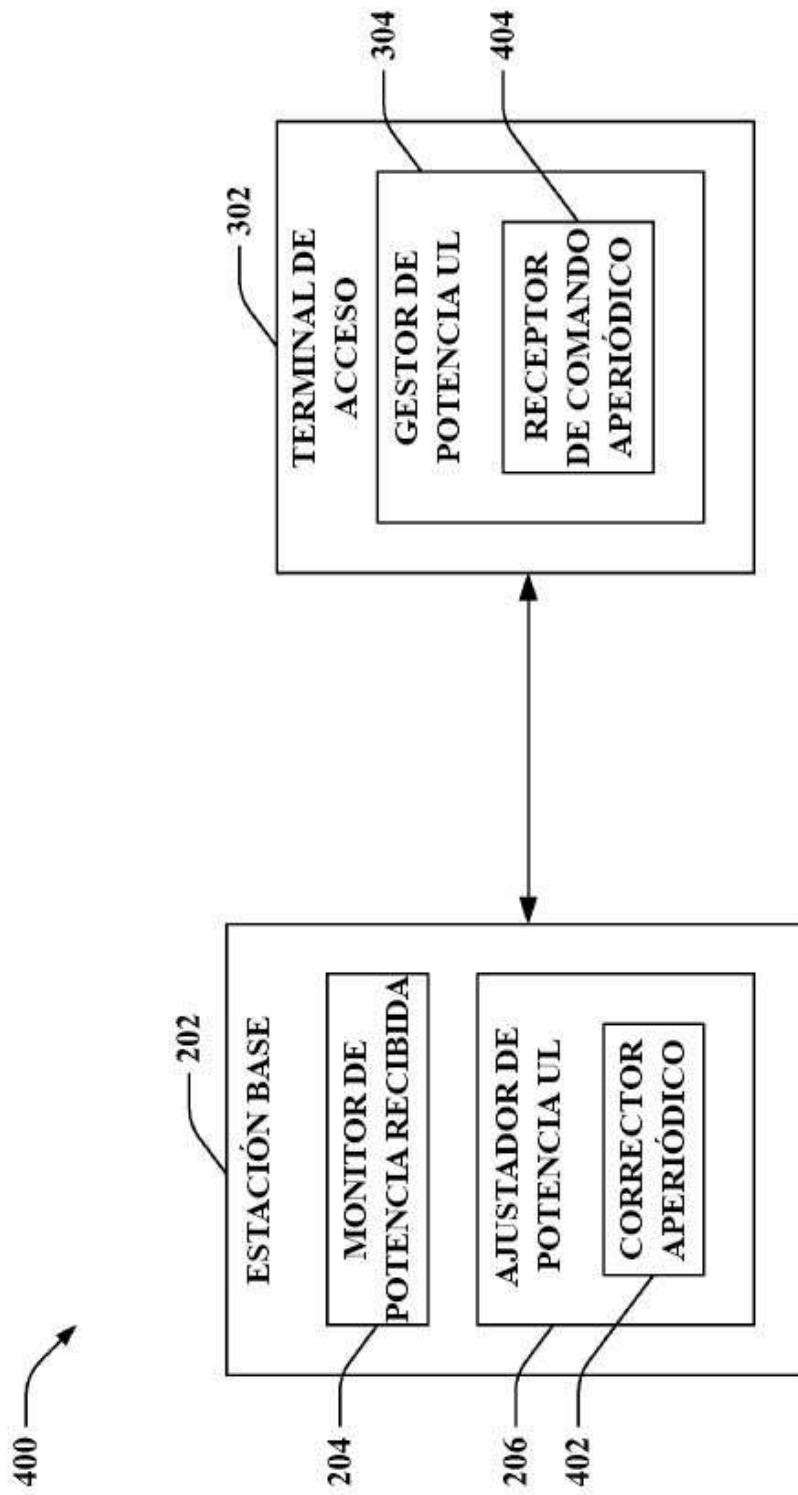 400
202
ESTACIÓN BASE
204
MONITOR DE
POTENCIA RECIBIDA
206
AJUSTADOR DE
POTENCIA UL
402
CORRECTOR
APERIÓDICO
302
TERMINAL DE
ACCESO
304
GESTOR DE
POTENCIA UL
404
RECEPTOR
DE COMANDO
APERIÓDICO